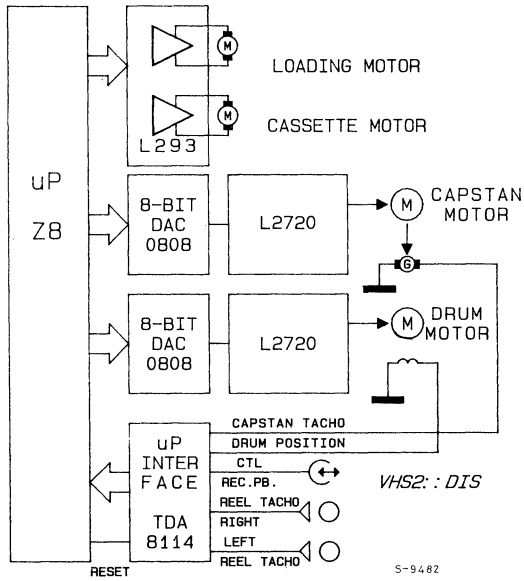 M
LOADING MOTOR
M
CASSETTE MOTOR
L293
uP
Z8
8-BIT
DAC
0808
L2720
M
CAPSTAN
MOTOR
G
8-BIT
DAC
0808
L2720
M
DRUM
MOTOR
CAPSTAN TACHO
DRUM POSITION
CTL
REC.PB.
REEL TACHO
RIGHT
LEFT
REEL TACHO
uP
INTER
FACE
TDA
8114
VHS2::DIS
RESET
S-9482